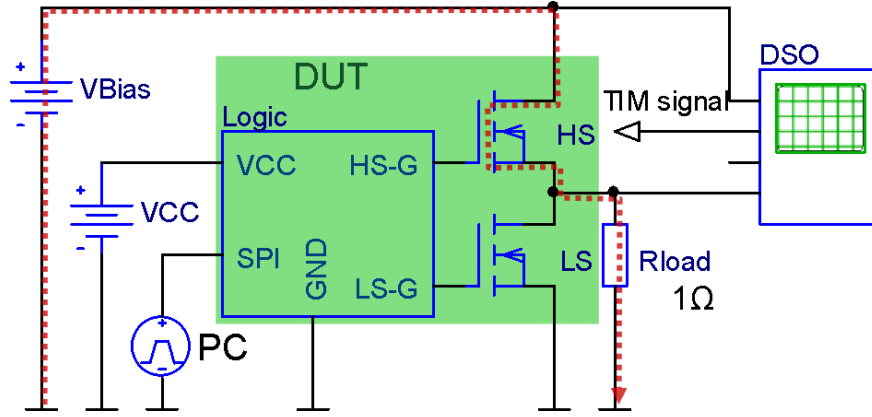 DUT
DSO
+
VBias
-
TIM signal
Logic
HS
VCC
HS-G
+
VCC
-
SPI
GND
LS-G
LS
Rload
1Ω
+
PC
-